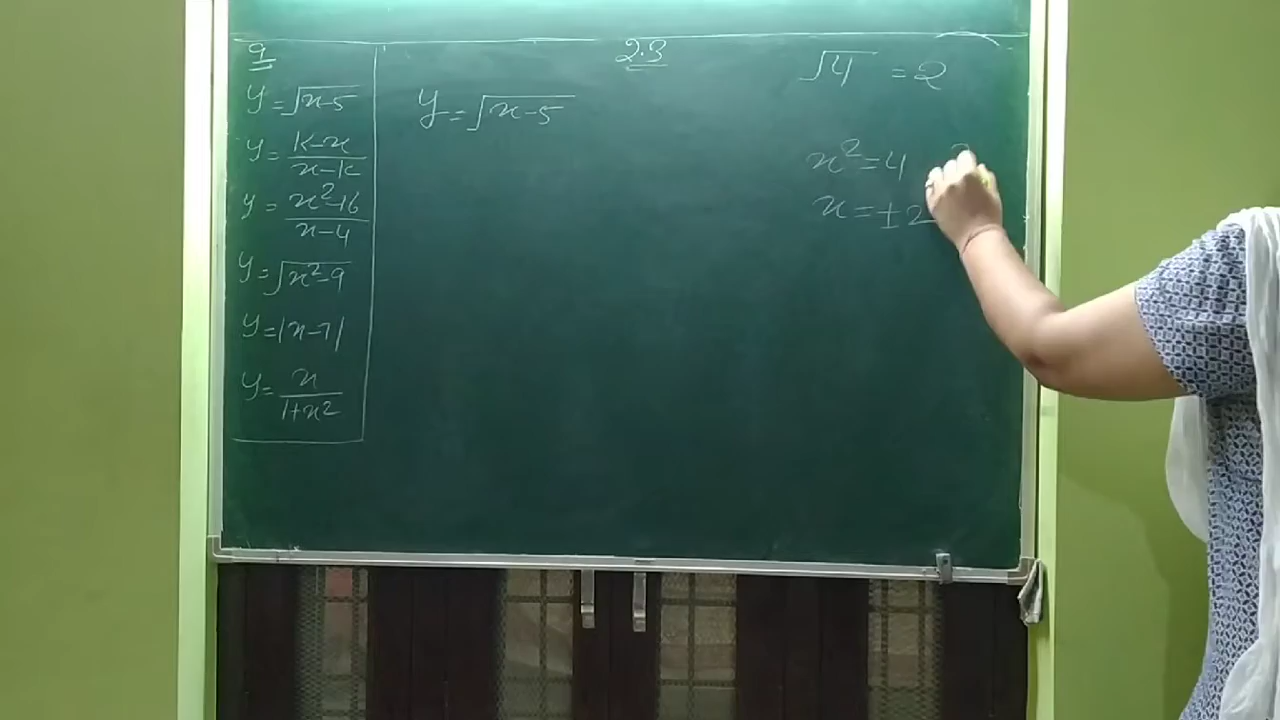 9
y = √(x-5)
y = (k-x)/(x-k)
y = (x²-16)/(x-4)
y = √(x²-9)
y = |x-7|
y = x/(1+x²)
2.3
y = √(x-5)
√4 = 2
x² = 4
x = ±2